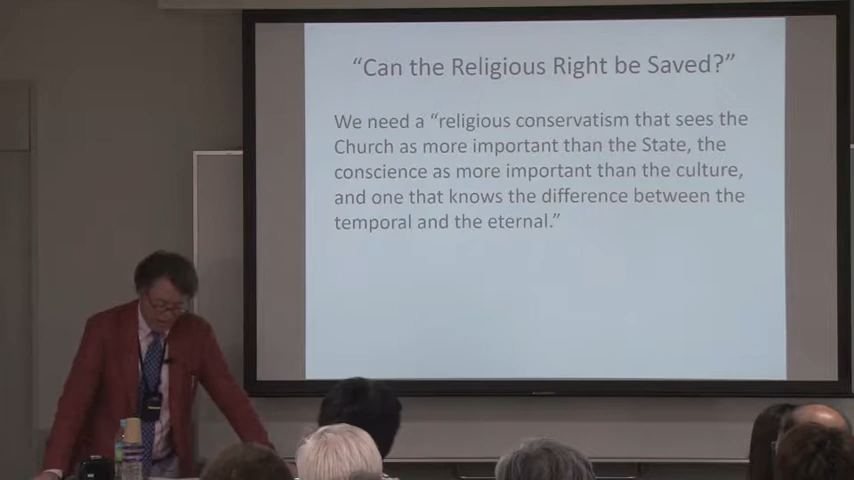 “Can the Religious Right be Saved?”
We need a “religious conservatism that sees the
Church as more important than the State, the
conscience as more important than the culture,
and one that knows the difference between the
temporal and the eternal.”